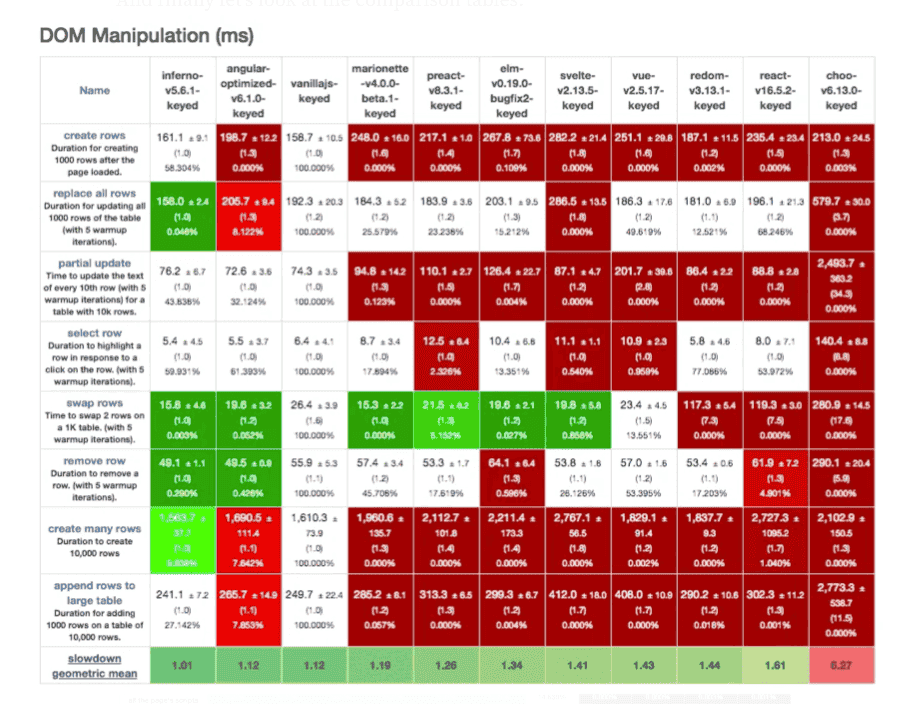 And finally let's look at the comparison tables:
DOM Manipulation (ms)
Name
inferno-
v5.6.1-
keyed
angular-
optimized-
v6.1.0-
keyed
vanillajs-
keyed
marionette
-v4.0.0-
beta.1-
keyed
preact-
v8.3.1-
keyed
elm-
v0.19.0-
bugfix2-
keyed
svelte-
v2.13.5-
keyed
vue-
v2.5.17-
keyed
redom-
v3.13.1-
keyed
react-
v16.5.2-
keyed
choo-
v6.13.0-
keyed
create rows
Duration for creating
1000 rows after the
page loaded.
161.1 ± 9.1 198.7 ± 12.2 158.7 ± 10.5 248.0 ± 16.0 217.1 ± 1.0 267.8 ± 73.6 282.2 ± 21.4 251.1 ± 29.8 187.1 ± 11.5 235.4 ± 23.4 213.0 ± 24.5
(1.0) (1.3) (1.0) (1.6) (1.4) (1.7) (1.8) (1.6) (1.2) (1.5) (1.3)
58.304% 0.000% 100.000% 0.000% 0.000% 0.109% 0.000% 0.000% 0.002% 0.000% 0.003%
replace all rows
Duration for updating all
1000 rows of the table
(with 5 warmup
iterations).
158.0 ± 2.4 205.7 ± 9.4 192.3 ± 20.3 184.3 ± 5.2 183.9 ± 3.6 203.1 ± 9.5 286.5 ± 13.5 186.3 ± 17.6 181.0 ± 6.9 196.1 ± 21.3 579.7 ± 30.0
(1.0) (1.3) (1.2) (1.2) (1.2) (1.3) (1.8) (1.2) (1.1) (1.2) (3.7)
0.046% 8.122% 100.000% 25.579% 23.236% 15.212% 0.000% 49.619% 12.521% 68.246% 0.000%
partial update
Time to update the text
of every 10th row (with 5
warmup iterations) for a
table with 10k rows.
76.2 ± 6.7 72.6 ± 3.6 74.3 ± 3.5 94.8 ± 14.2 110.1 ± 2.7 126.4 ± 22.7 87.1 ± 4.7 201.7 ± 39.6 86.4 ± 2.2 88.8 ± 2.8 2,493.7 ±
363.2
(1.0) (1.0) (1.0) (1.3) (1.5) (1.7) (1.2) (2.8) (1.2) (1.2) (34.3)
43.838% 32.124% 100.000% 0.123% 0.000% 0.004% 0.000% 0.000% 0.000% 0.000% 0.000%
select row
Duration to highlight a
row in response to a
click on the row. (with 5
warmup iterations).
5.4 ± 4.5 5.5 ± 3.7 6.4 ± 4.1 8.7 ± 3.4 12.5 ± 6.4 10.4 ± 6.8 11.1 ± 1.1 10.9 ± 2.3 5.8 ± 4.6 8.0 ± 7.1 140.4 ± 8.8
(1.0) (1.0) (1.0) (1.0) (1.0) (1.0) (1.0) (1.0) (1.0) (1.0) (8.8)
59.931% 61.393% 100.000% 17.894% 2.326% 13.351% 0.540% 0.959% 77.086% 53.972% 0.000%
swap rows
Time to swap 2 rows on
a 1K table. (with 5
warmup iterations).
15.8 ± 4.6 19.6 ± 3.2 26.4 ± 3.9 15.3 ± 2.2 21.5 ± 8.2 19.6 ± 2.1 19.8 ± 5.8 23.4 ± 4.5 117.3 ± 5.4 119.3 ± 3.0 280.9 ± 14.5
(1.0) (1.2) (1.6) (1.0) (1.3) (1.2) (1.2) (1.5) (7.3) (7.5) (17.6)
0.003% 0.052% 100.000% 0.000% 5.152% 0.027% 0.856% 13.551% 0.000% 0.000% 0.000%
remove row
Duration to remove a
row. (with 5 warmup
iterations).
49.1 ± 1.1 49.5 ± 0.9 55.9 ± 5.3 57.4 ± 3.4 53.3 ± 1.7 64.1 ± 6.4 53.8 ± 1.6 57.0 ± 1.6 53.4 ± 0.6 61.9 ± 7.2 290.1 ± 20.4
(1.0) (1.0) (1.1) (1.2) (1.1) (1.3) (1.1) (1.2) (1.1) (1.3) (5.9)
0.290% 0.428% 100.000% 45.706% 17.619% 0.596% 26.126% 53.395% 17.203% 4.901% 0.000%
create many rows
Duration to create
10,000 rows
1,563.7 ± 1,690.5 ± 1,610.3 ± 1,960.6 ± 2,112.7 ± 2,211.4 ± 2,767.1 ± 1,829.1 ± 1,837.7 ± 2,727.3 ± 2,102.9 ±
111.4 73.9 135.7 101.8 173.3 56.5 91.4 9.3 1095.2 150.5
(1.0) (1.1) (1.0) (1.3) (1.4) (1.4) (1.8) (1.2) (1.2) (1.7) (1.3)
7.642% 100.000% 0.000% 0.000% 0.000% 0.000% 0.002% 0.000% 1.040% 0.000%
append rows to
large table
Duration for adding
1000 rows on a table of
10,000 rows.
241.1 ± 7.2 265.7 ± 14.9 249.7 ± 22.4 285.2 ± 8.1 313.3 ± 6.5 299.3 ± 6.7 412.0 ± 18.0 408.0 ± 10.9 290.2 ± 10.6 302.3 ± 11.2 2,773.3 ±
538.7
(1.0) (1.1) (1.0) (1.2) (1.3) (1.2) (1.7) (1.7) (1.2) (1.3) (11.5)
27.142% 7.853% 100.000% 0.057% 0.000% 0.004% 0.000% 0.000% 0.016% 0.001% 0.000%
slowdown
geometric mean
1.01 1.12 1.12 1.19 1.26 1.34 1.41 1.43 1.44 1.61 6.27